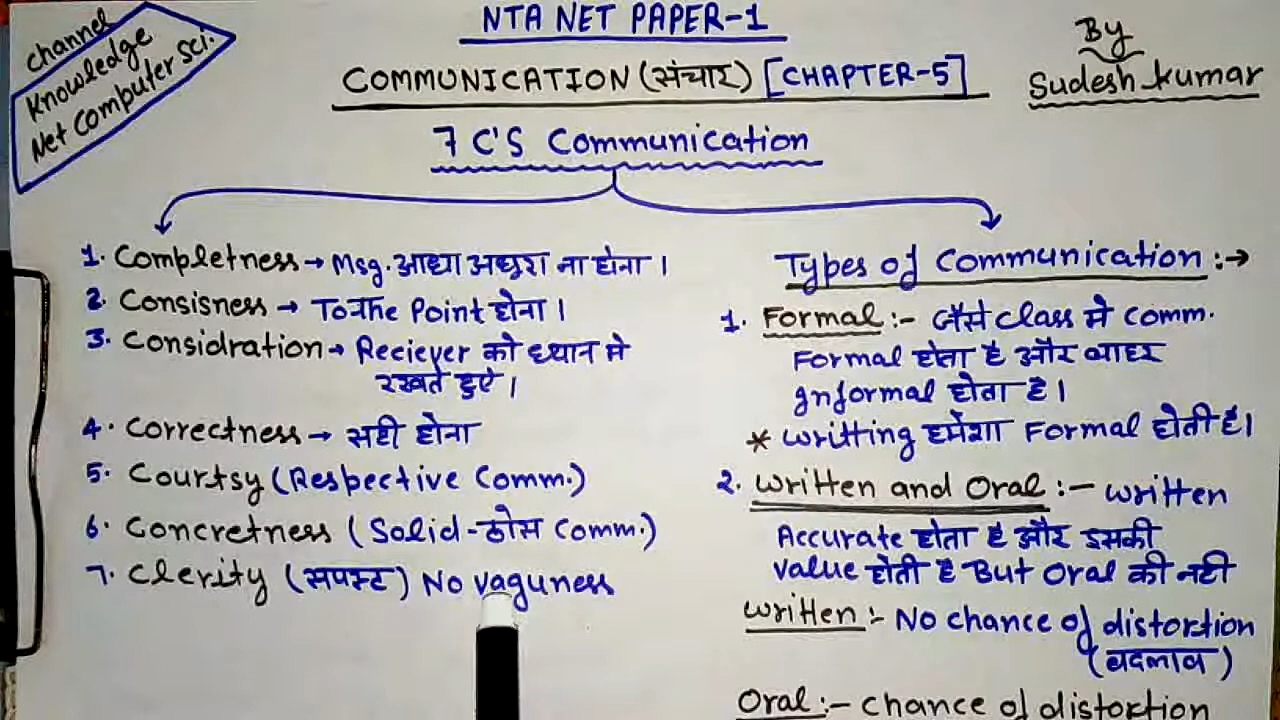 channel
Knowledge
Net Computer Sci.
NTA NET PAPER-1
COMMUNICATION (संचार) [CHAPTER-5]
By
Sudesh kumar
7 C'S Communication
1. Completness → Msg. आधा अधुरा ना होना ।
2. Consisness → To the Point होना ।
3. Considration → Reciever को ध्यान मे
रखते हुऐ ।
4. Correctness → सही होना
5. Courtsy (Respective Comm.)
6. Concretness (Solid-ठोस Comm.)
7. Clerity (सपस्ट) No vaguness
Types of Communication :→
1. Formal :- जैसे class मे comm.
Formal होता है और बाहर
Informal होता है ।
* writting हमेशा Formal होती है ।
2. Written and Oral :- written
Accurate होता है और इसकी
value होती है But Oral की नही
Written :- No chance of distortion
(बदलाव)
Oral :- chance of distortion